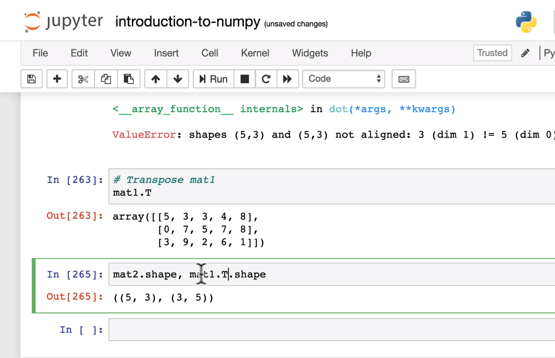 jupyter introduction-to-numpy (unsaved changes)
File Edit View Insert Cell Kernel Widgets Help Trusted
Run Code
<__array_function__ internals> in dot(*args, **kwargs)
ValueError: shapes (5,3) and (5,3) not aligned: 3 (dim 1) != 5 (dim 0)
In [263]: # Transpose mat1
mat1.T
Out[263]: array([[5, 3, 3, 4, 8],
[0, 7, 5, 7, 8],
[3, 9, 2, 6, 1]])
In [265]: mat2.shape, mat1.T.shape
Out[265]: ((5, 3), (3, 5))
In [ ]: